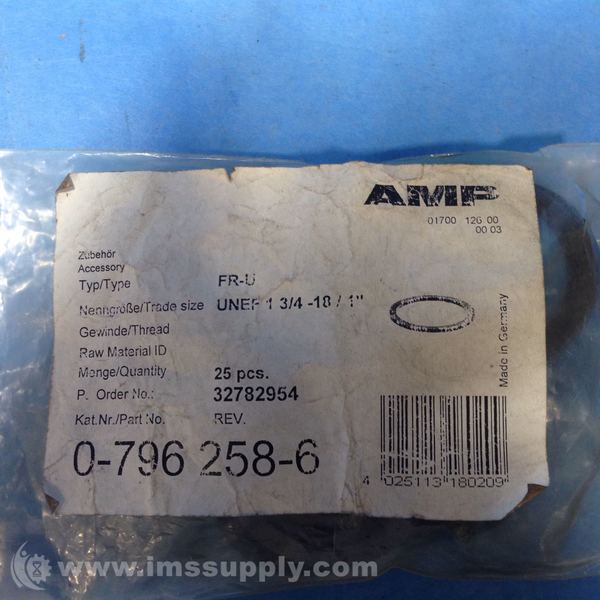 AMP
01700 126 00
00 03
Zubehör
Accessory
Typ/Type FR-U
Nenngröße/Trade size UNEF 1 3/4 -18 / 1"
Gewinde/Thread
Raw Material ID
Menge/Quantity 25 pcs.
P. Order No.: 32782954
Kat.Nr./Part No. REV.
0-796 258-6
Made in Germany
4 025113 180209
© www.imssupply.com/